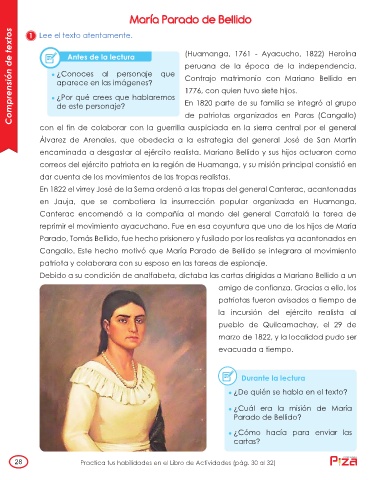 María Parado de Bellido
Comprensión de textos
1 Lee el texto atentamente.
Antes de la lectura
¿Conoces al personaje que
aparece en las imágenes?
¿Por qué crees que hablaremos
de este personaje?
(Huamanga, 1761 - Ayacucho, 1822) Heroína
peruana de la época de la independencia.
Contrajo matrimonio con Mariano Bellido en
1776, con quien tuvo siete hijos.
En 1820 parte de su familia se integró al grupo
de patriotas organizados en Paras (Cangallo)
con el fin de colaborar con la guerrilla auspiciada en la sierra central por el general
Álvarez de Arenales, que obedecía a la estrategia del general José de San Martín
encaminada a desgastar al ejército realista. Mariano Bellido y sus hijos actuaron como
correos del ejército patriota en la región de Huamanga, y su misión principal consistió en
dar cuenta de los movimientos de las tropas realistas.
En 1822 el virrey José de la Serna ordenó a las tropas del general Canterac, acantonadas
en Jauja, que se combatiera la insurrección popular organizada en Huamanga.
Canterac encomendó a la compañía al mando del general Carratalá la tarea de
reprimir el movimiento ayacuchano. Fue en esa coyuntura que uno de los hijos de María
Parado, Tomás Bellido, fue hecho prisionero y fusilado por los realistas ya acantonados en
Cangallo. Este hecho motivó que María Parado de Bellido se integrara al movimiento
patriota y colaborara con su esposo en las tareas de espionaje.
Debido a su condición de analfabeta, dictaba las cartas dirigidas a Mariano Bellido a un
amigo de confianza. Gracias a ello, los
patriotas fueron avisados a tiempo de
la incursión del ejército realista al
pueblo de Quilcamachay, el 29 de
marzo de 1822, y la localidad pudo ser
evacuada a tiempo.
Durante la lectura
¿De quién se habla en el texto?
¿Cuál era la misión de María
Parado de Bellido?
¿Cómo hacía para enviar las
cartas?
28
Practica tus habilidades en el Libro de Actividades (pág. 30 al 32)
PIZA